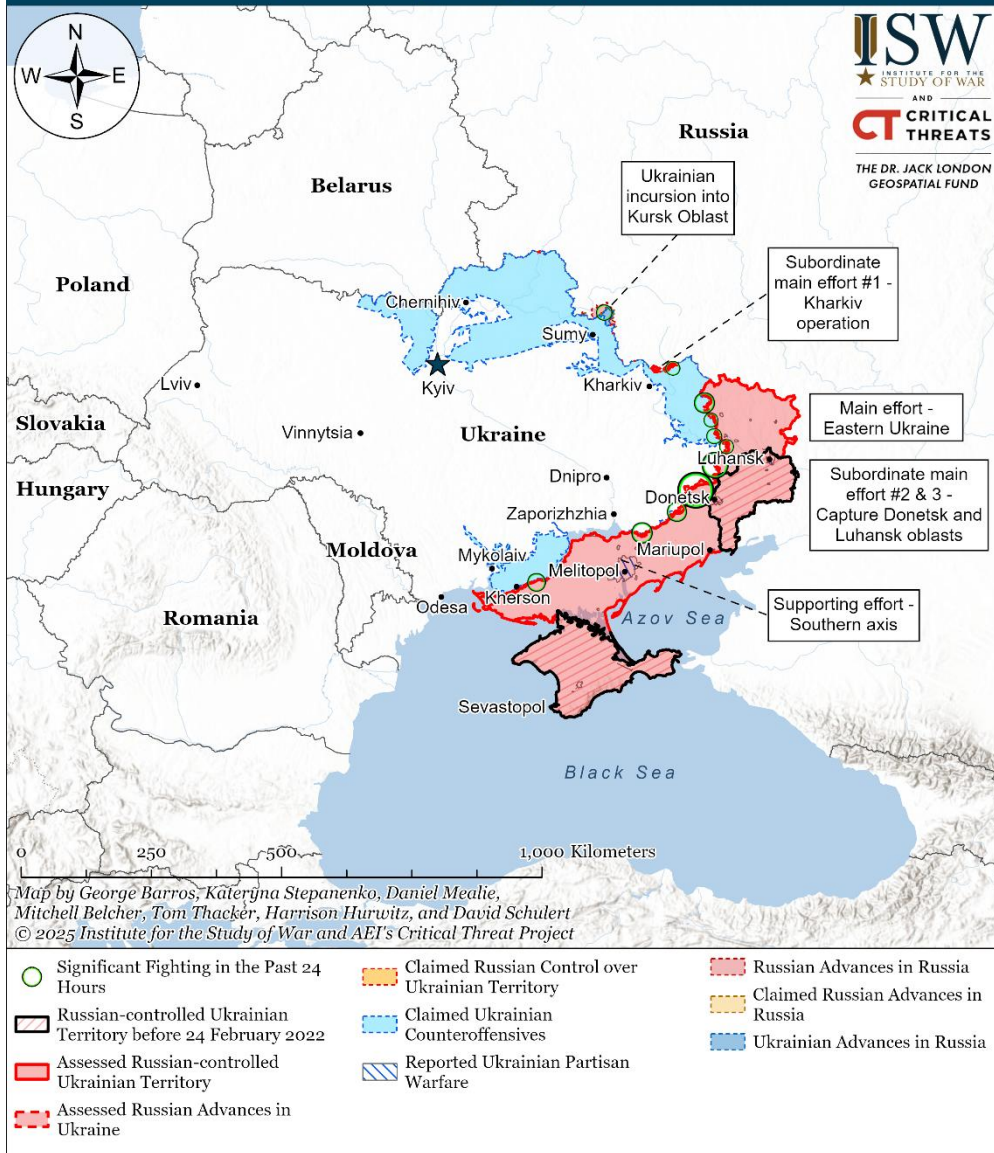 N
W
E
S
ISW
INSTITUTE FOR THE
STUDY OF WAR
AND
CT CRITICAL
THREATS
THE DR. JACK LONDON
GEOSPATIAL FUND
Russia
Ukrainian
incursion into
Kursk Oblast
Belarus
Subordinate
main effort #1 -
Kharkiv
operation
Poland
Chernihiv
Sumy
Kyiv
Kharkiv
Lviv
Slovakia
Vinnytsia
Ukraine
Main effort -
Eastern Ukraine
Luhansk
Hungary
Dnipro
Donetsk
Subordinate main
effort #2 & 3 -
Capture Donetsk and
Luhansk oblasts
Zaporizhzhia
Moldova
Mykolaiv
Mariupol
Melitopol
Kherson
Odesa
Romania
Azov Sea
Supporting effort -
Southern axis
Sevastopol
Black Sea
0 250 500 1,000 Kilometers
Map by George Barros, Kateryna Stepanenko, Daniel Mealie,
Mitchell Belcher, Tom Thacker, Harrison Hurwitz, and David Schulert
© 2025 Institute for the Study of War and AEI's Critical Threat Project
Significant Fighting in the Past 24
Hours
Russian-controlled Ukrainian
Territory before 24 February 2022
Assessed Russian-controlled
Ukrainian Territory
Assessed Russian Advances in
Ukraine
Claimed Russian Control over
Ukrainian Territory
Claimed Ukrainian
Counteroffensives
Reported Ukrainian Partisan
Warfare
Russian Advances in Russia
Claimed Russian Advances in
Russia
Ukrainian Advances in Russia